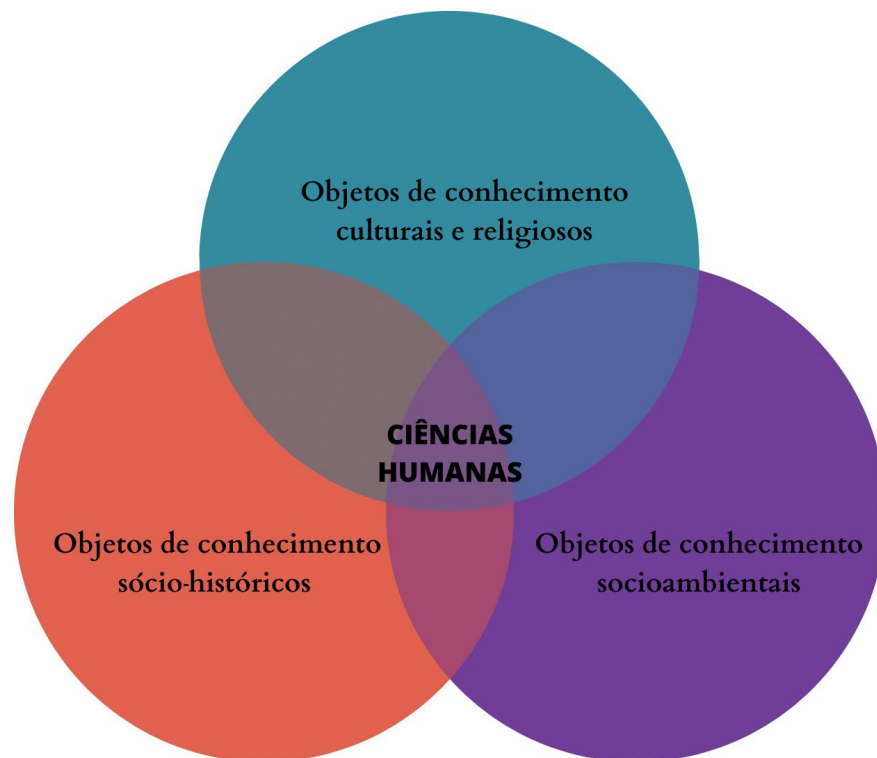 Objetos de conhecimento
culturais e religiosos
CIÊNCIAS
HUMANAS
Objetos de conhecimento
sócio-históricos
Objetos de conhecimento
socioambientais